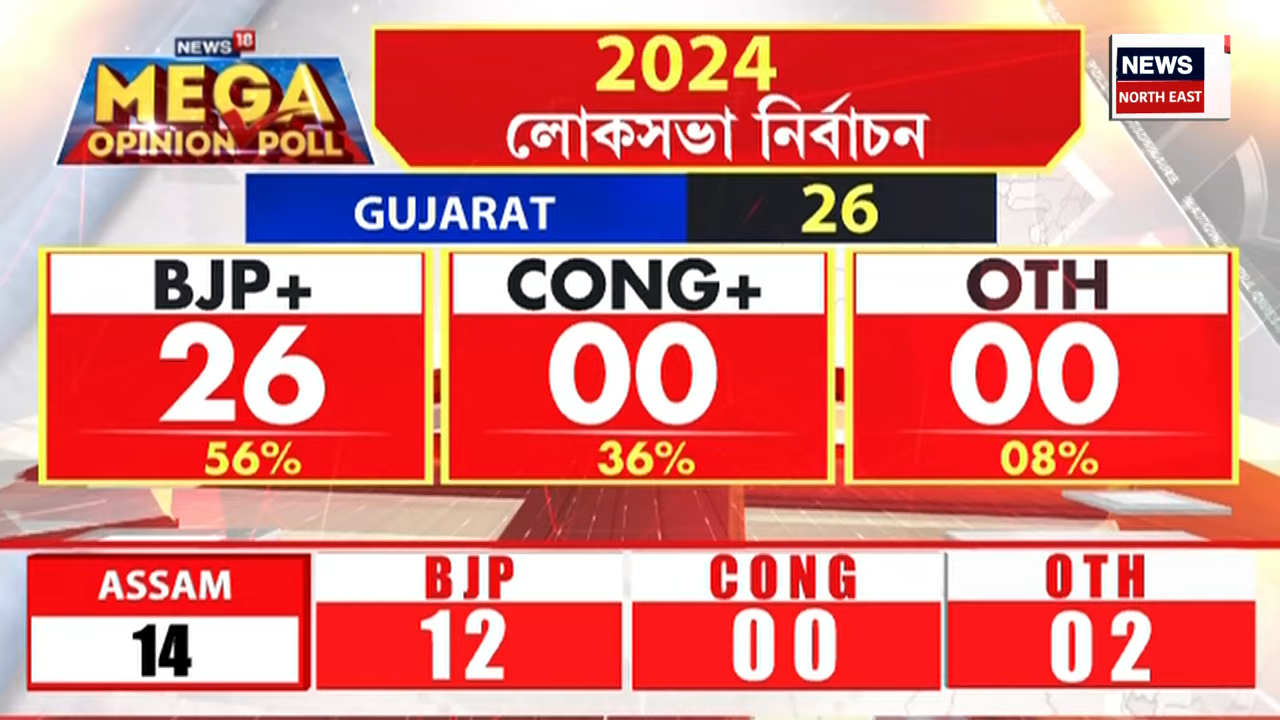 NEWS 18
MEGA
OPINION POLL
2024
লোকসভা নির্বাচন
NEWS
NORTH EAST
GUJARAT 26
BJP+ CONG+ OTH
26 00 00
56% 36% 08%
ASSAM BJP CONG OTH
14 12 00 02